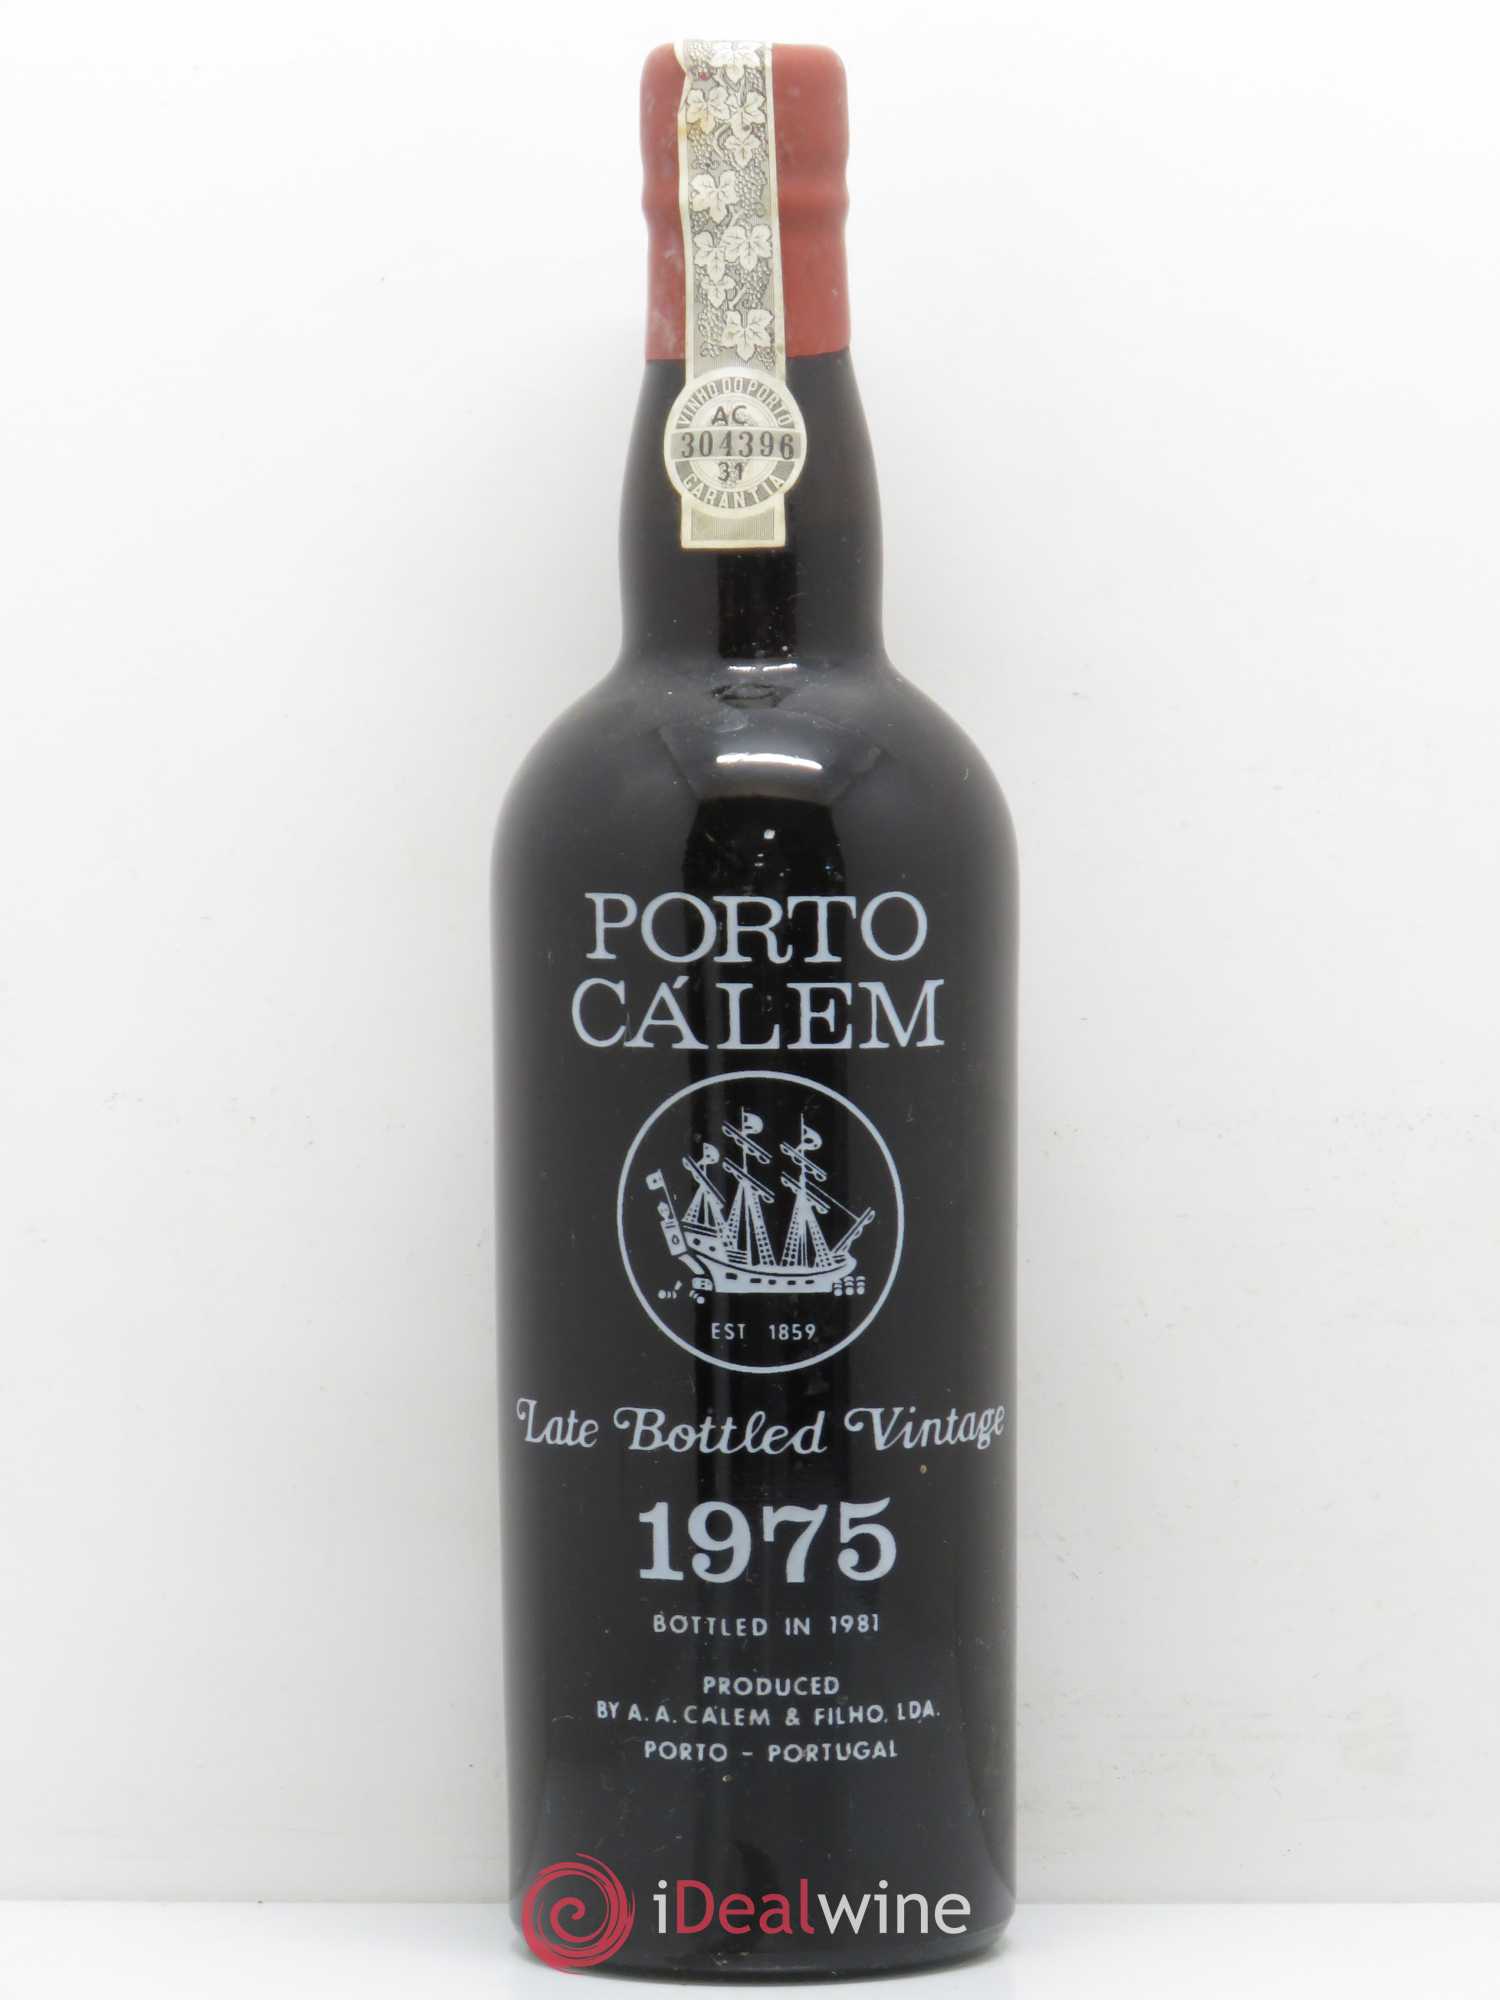 VINHO DO PORTO
AC
304396
31
GARANTIA
PORTO
CÁLEM
EST 1859
Late Bottled Vintage
1975
BOTTLED IN 1981
PRODUCED
BY A. A. CÁLEM & FILHO, LDA.
PORTO - PORTUGAL
iDealwine